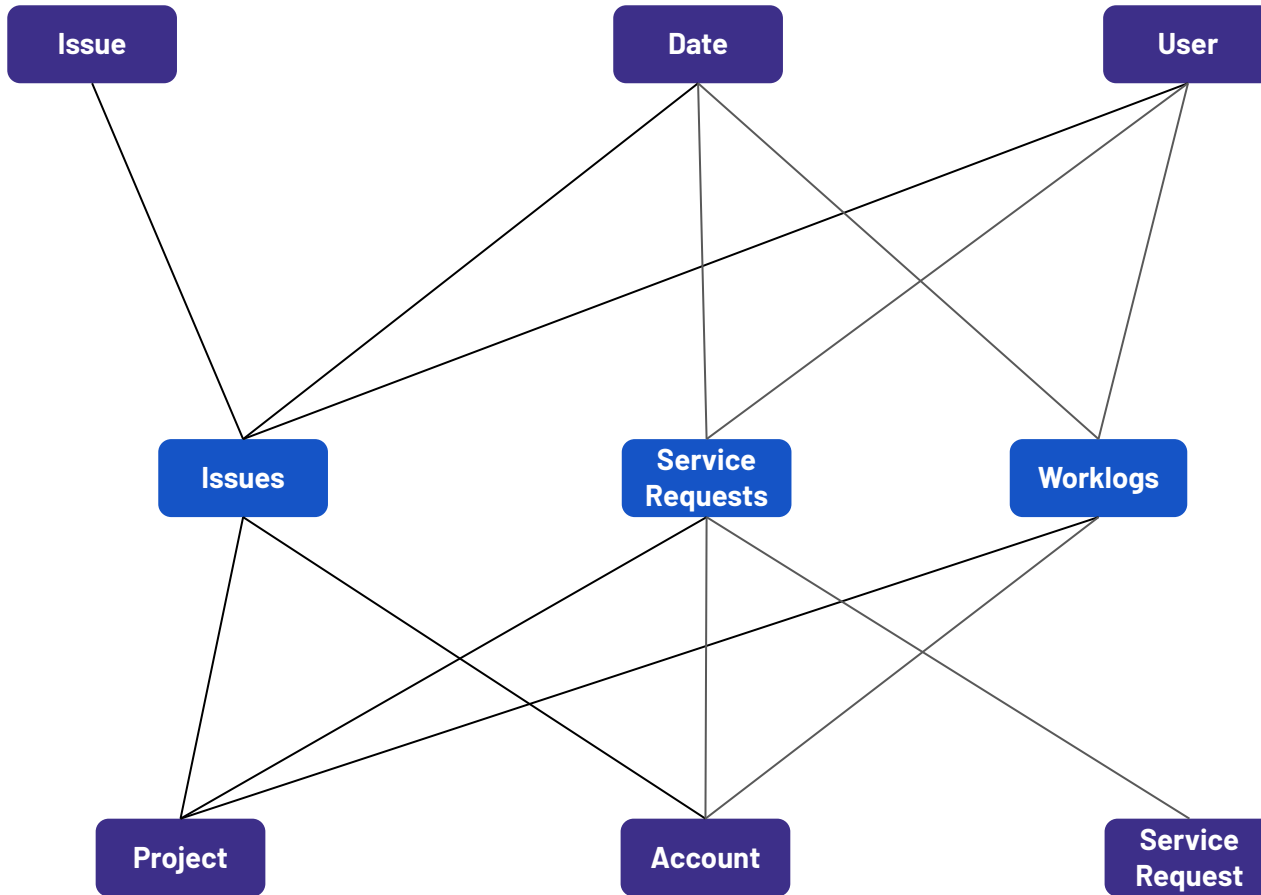 Issue
Date
User
Issues
Service
Requests
Worklogs
Project
Account
Service
Request